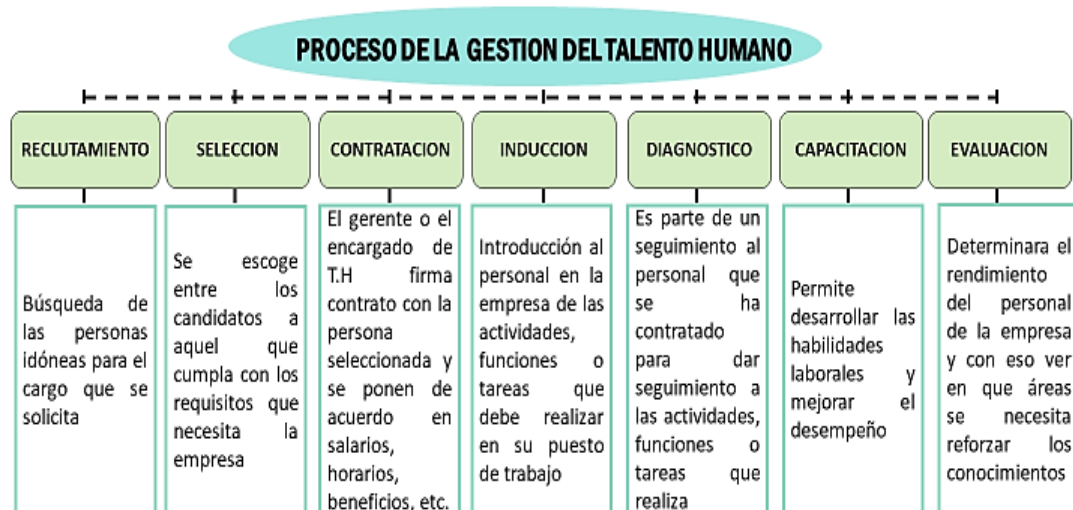 PROCESO DE LA GESTION DEL TALENTO HUMANO
RECLUTAMIENTO
SELECCION
CONTRATACION
INDUCCION
DIAGNOSTICO
CAPACITACION
EVALUACION
Búsqueda de
las personas
idóneas para el
cargo que se
solicita
Se escoge
entre los
candidatos a
aquel que
cumpla con los
requisitos que
necesita la
empresa
El gerente o el
encargado de
T.H firma
contrato con la
persona
seleccionada y
se ponen de
acuerdo en
salarios,
horarios,
beneficios, etc.
Introducción al
personal en la
empresa de las
actividades,
funciones o
tareas que
debe realizar
en su puesto
de trabajo
Es parte de un
seguimiento al
personal que
se ha
contratado
para dar
seguimiento a
las actividades,
funciones o
tareas que
realiza
Permite
desarrollar las
habilidades
laborales y
mejorar el
desempeño
Determinara el
rendimiento
del personal
de la empresa
y con eso ver
en que áreas
se necesita
reforzar los
conocimientos